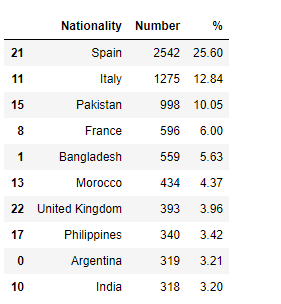 Nationality Number %
21 Spain 2542 25.60
11 Italy 1275 12.84
15 Pakistan 998 10.05
8 France 596 6.00
1 Bangladesh 559 5.63
13 Morocco 434 4.37
22 United Kingdom 393 3.96
17 Philippines 340 3.42
0 Argentina 319 3.21
10 India 318 3.20